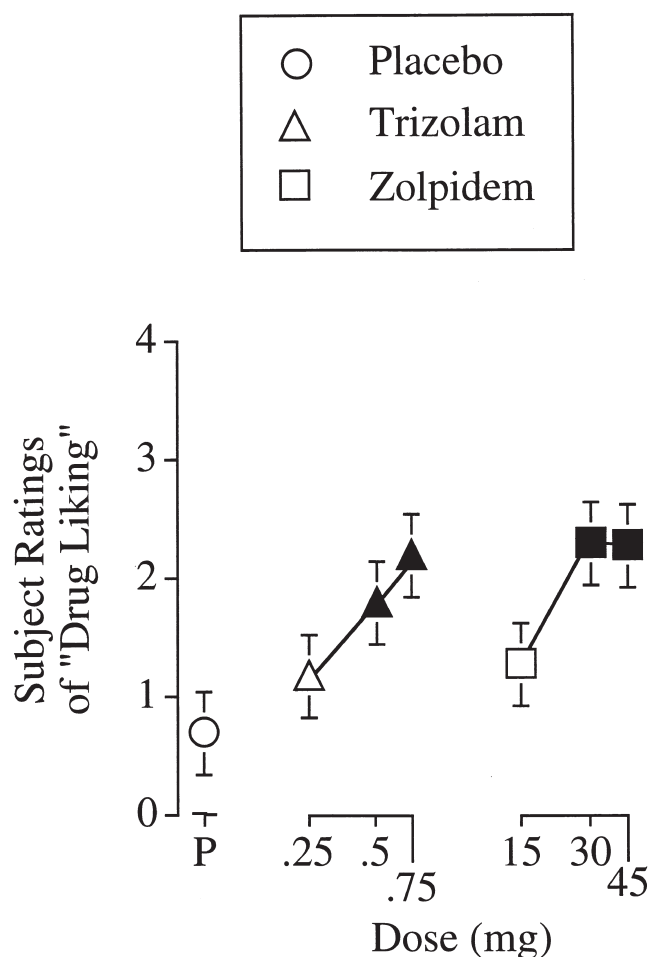 Placebo
Trizolam
Zolpidem
4
3
2
1
0
Subject Ratings
of "Drug Liking"
P
.25 .5 .75
15 30 45
Dose (mg)